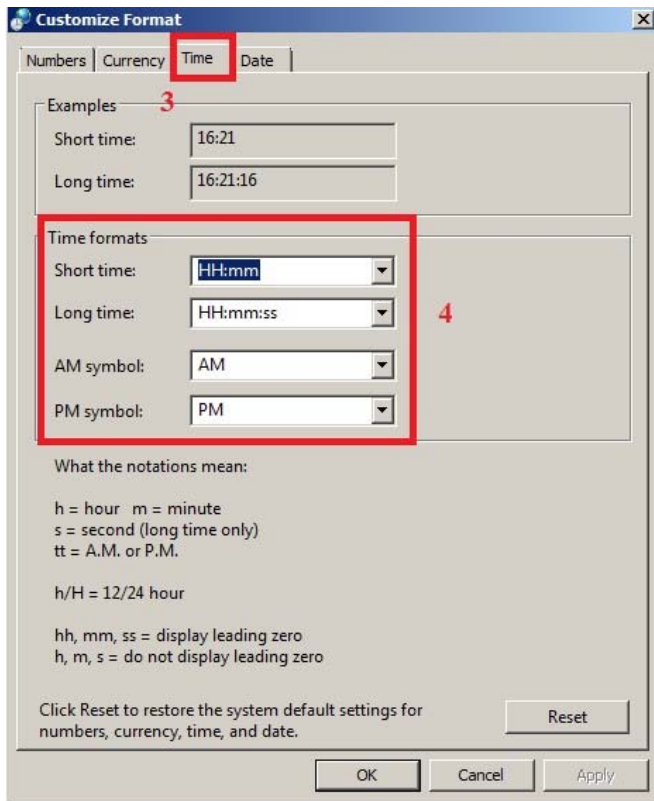 Customize Format
Numbers Currency Time Date
3
Examples
Short time: 16:21
Long time: 16:21:16
Time formats
Short time: HH:mm
Long time: HH:mm:ss
4
AM symbol: AM
PM symbol: PM
What the notations mean:
h = hour m = minute
s = second (long time only)
tt = A.M. or P.M.
h/H = 12/24 hour
hh, mm, ss = display leading zero
h, m, s = do not display leading zero
Click Reset to restore the system default settings for
numbers, currency, time, and date.
Reset
OK Cancel Apply